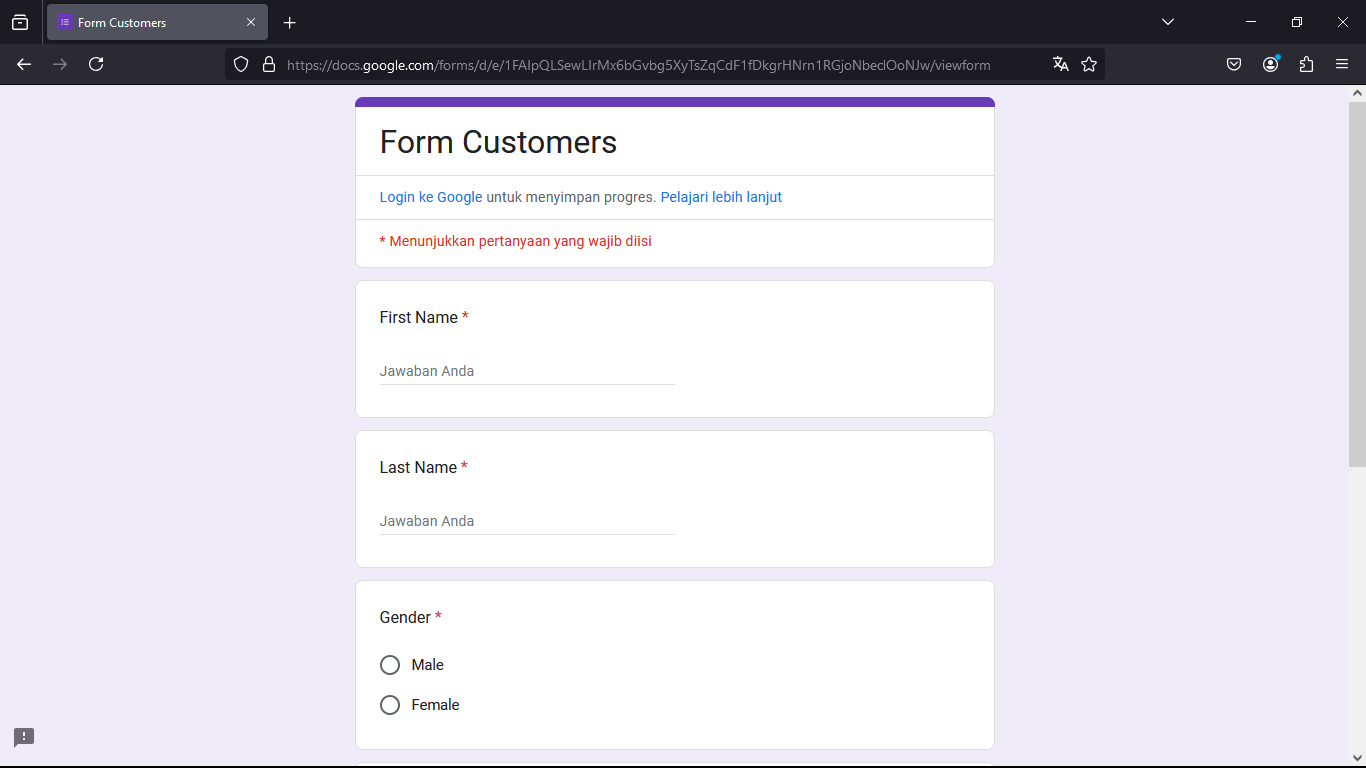 Form Customers
https://docs.google.com/forms/d/e/1FAIpQLSewLIrMx6bGvbg5XyTsZqCdF1fDkgrHNrn1RGjoNbeclOoNJw/viewform
Form Customers
Login ke Google untuk menyimpan progres. Pelajari lebih lanjut
* Menunjukkan pertanyaan yang wajib diisi
First Name *
Jawaban Anda
Last Name *
Jawaban Anda
Gender *
Male
Female